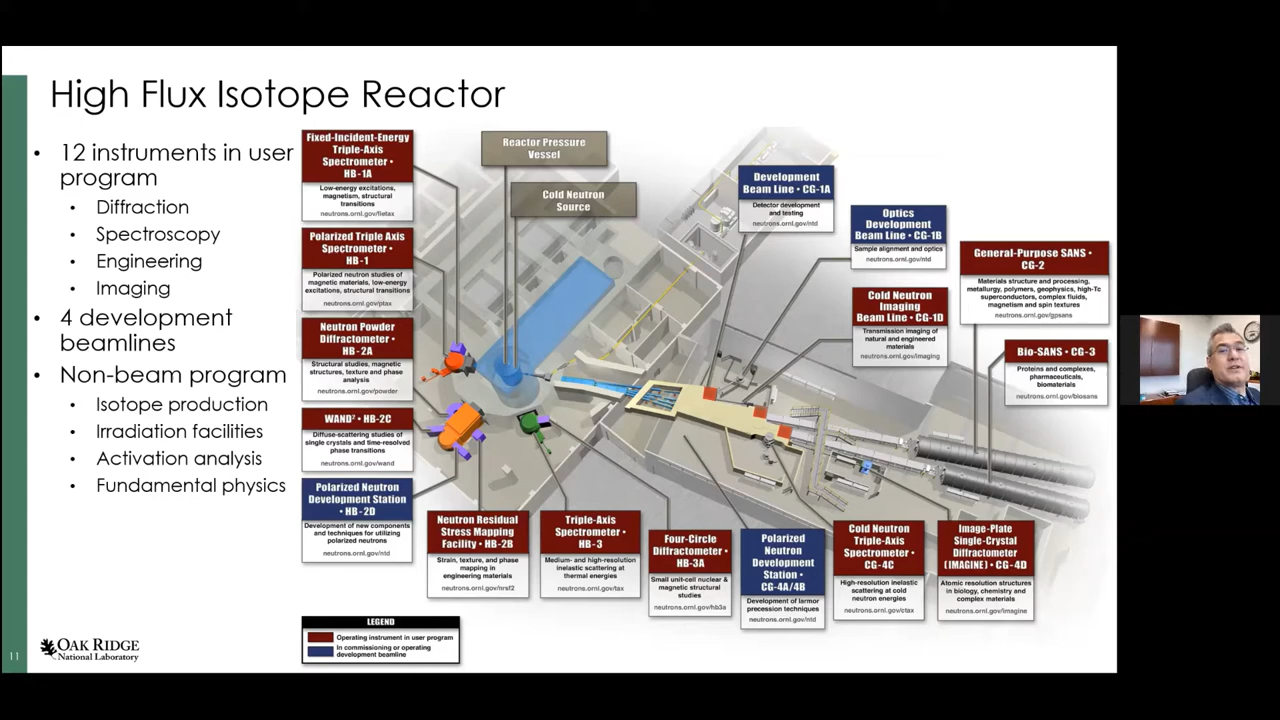 High Flux Isotope Reactor
• 12 instruments in user
program
• Diffraction
• Spectroscopy
• Engineering
• Imaging
• 4 development
beamlines
• Non-beam program
• Isotope production
• Irradiation facilities
• Activation analysis
• Fundamental physics
Fixed-Incident-Energy
Triple-Axis
Spectrometer •
HB-1A
Low-energy excitations,
magnetism, structural
transitions
neutrons.ornl.gov/fietax
Polarized Triple Axis
Spectrometer •
HB-1
Polarized neutron studies of
magnetic materials, low-energy
excitations, structural transitions
neutrons.ornl.gov/ptax
Neutron Powder
Diffractometer •
HB-2A
Structural studies, magnetic
structures, texture and phase
analysis
neutrons.ornl.gov/powder
WAND² • HB-2C
Diffuse-scattering studies of
single crystals and time-resolved
phase transitions
neutrons.ornl.gov/wand
Polarized Neutron
Development Station
• HB-2D
Development of new components
and techniques for utilizing
polarized neutrons
neutrons.ornl.gov/ntd
Reactor Pressure
Vessel
Cold Neutron
Source
Development
Beam Line • CG-1A
Detector development
and testing
neutrons.ornl.gov/ntd
Optics
Development
Beam Line • CG-1B
Sample alignment and optics
neutrons.ornl.gov/ntd
Cold Neutron
Imaging
Beam Line • CG-1D
Transmission imaging of
natural and engineered
materials
neutrons.ornl.gov/imaging
General-Purpose SANS •
CG-2
Materials structure and processing,
metallurgy, polymers, geophysics, high-Tc
superconductors, complex fluids,
magnetism and spin textures
neutrons.ornl.gov/gpsans
Bio-SANS • CG-3
Proteins and complexes,
pharmaceuticals,
biomaterials
neutrons.ornl.gov/biosans
Neutron Residual
Stress Mapping
Facility • HB-2B
Strain, texture, and phase
mapping in
engineering materials
neutrons.ornl.gov/nrsf2
Triple-Axis
Spectrometer •
HB-3
Medium- and high-resolution
inelastic scattering at
thermal energies
neutrons.ornl.gov/tax
Four-Circle
Diffractometer •
HB-3A
Small unit-cell nuclear &
magnetic structural
studies
neutrons.ornl.gov/hb3a
Polarized
Neutron
Development
Station •
CG-4A/4B
Development of larmor
precession techniques
neutrons.ornl.gov/ntd
Cold Neutron
Triple-Axis
Spectrometer •
CG-4C
High-resolution inelastic
scattering at cold
neutron energies
neutrons.ornl.gov/ctax
Image-Plate
Single-Crystal
Diffractometer
(IMAGINE) • CG-4D
Atomic resolution structures
in biology, chemistry and
complex materials
neutrons.ornl.gov/imagine
LEGEND
Operating instrument in user program
In commissioning or operating
development beamline
11
OAK RIDGE
National Laboratory